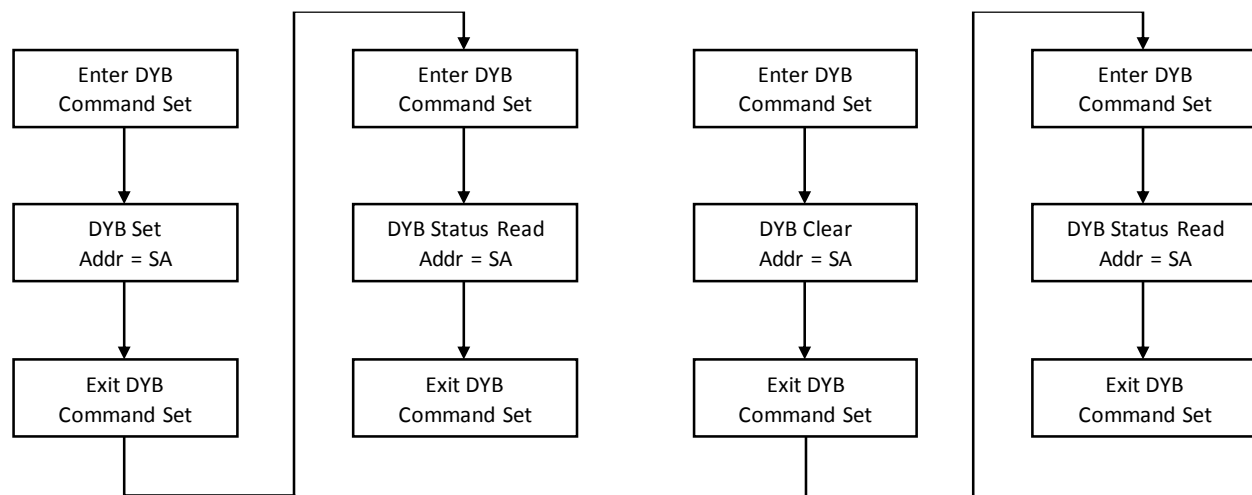 Enter DYB
Command Set
DYB Set
Addr = SA
Exit DYB
Command Set
Enter DYB
Command Set
DYB Status Read
Addr = SA
Exit DYB
Command Set
Enter DYB
Command Set
DYB Clear
Addr = SA
Exit DYB
Command Set
Enter DYB
Command Set
DYB Status Read
Addr = SA
Exit DYB
Command Set